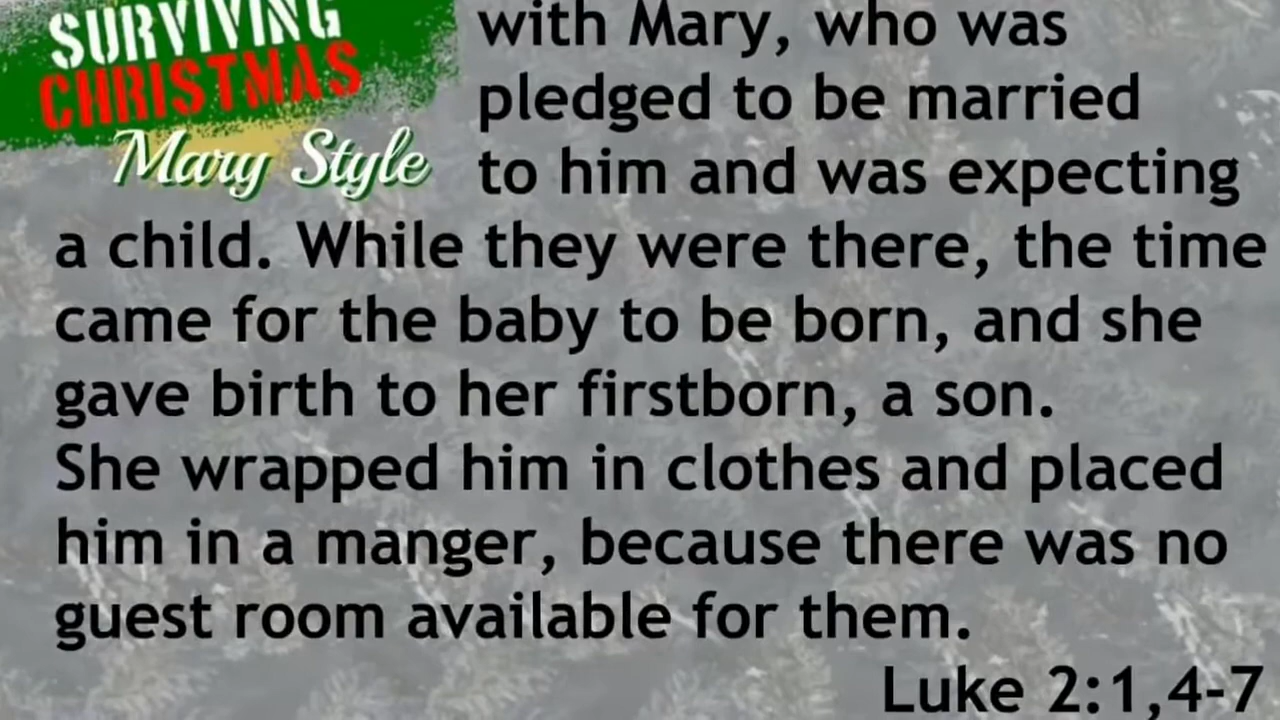 SURVIVING
CHRISTMAS
Mary Style
with Mary, who was
pledged to be married
to him and was expecting
a child. While they were there, the time
came for the baby to be born, and she
gave birth to her firstborn, a son.
She wrapped him in clothes and placed
him in a manger, because there was no
guest room available for them.
Luke 2:1,4-7